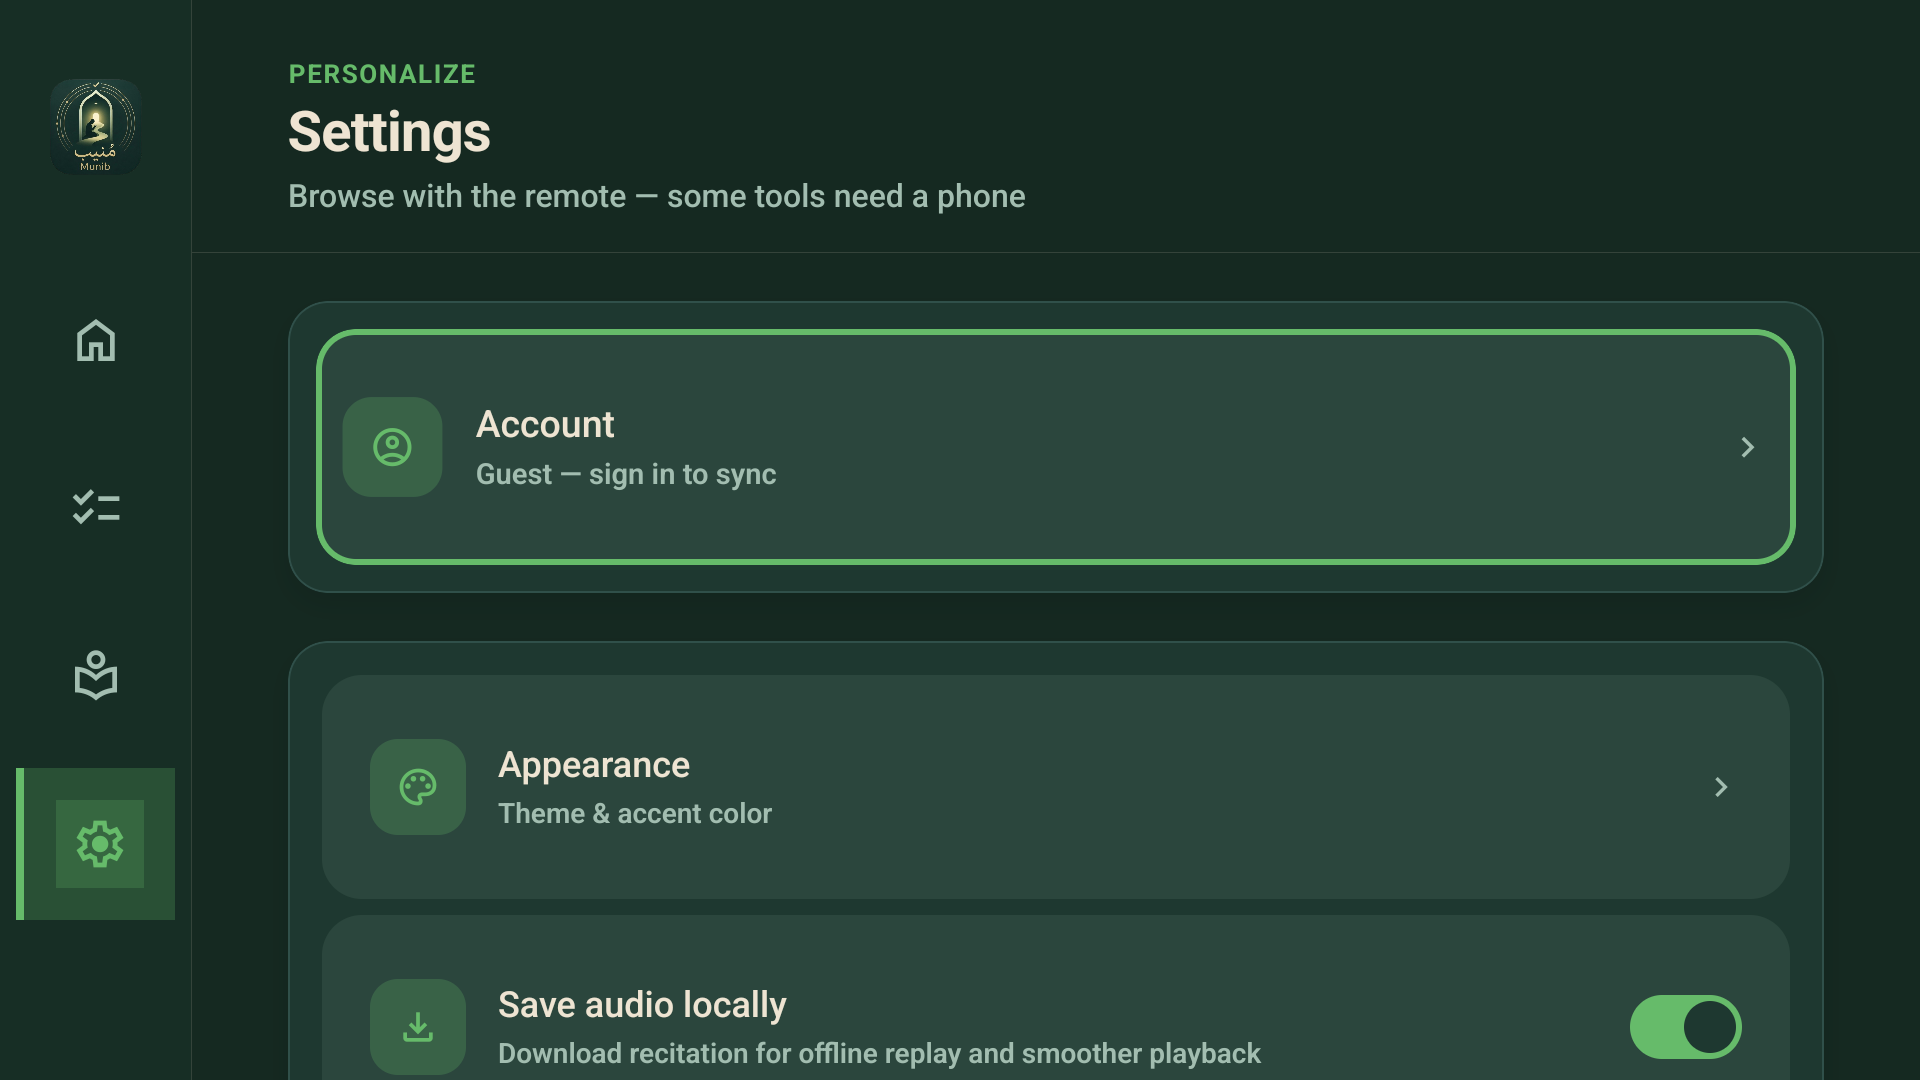 مُنيب
Munib
PERSONALIZE
Settings
Browse with the remote — some tools need a phone
Account
Guest — sign in to sync
Appearance
Theme & accent color
Save audio locally
Download recitation for offline replay and smoother playback